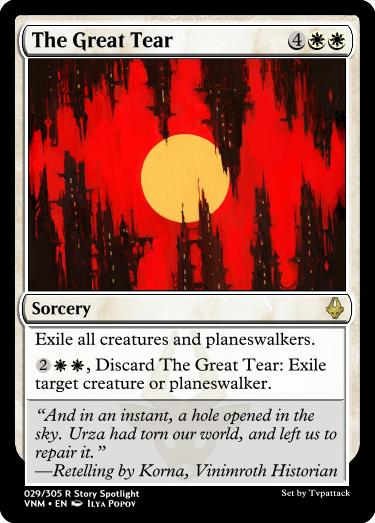 The Great Tear 4
Sorcery
Exile all creatures and planeswalkers.
2, Discard The Great Tear: Exile
target creature or planeswalker.
“And in an instant, a hole opened in the
sky. Urza had torn our world, and left us to
repair it.”
—Retelling by Korna, Vinimroth Historian
029/305 R Story Spotlight
Set by Tvpattack
VNM • EN Ilya Popov